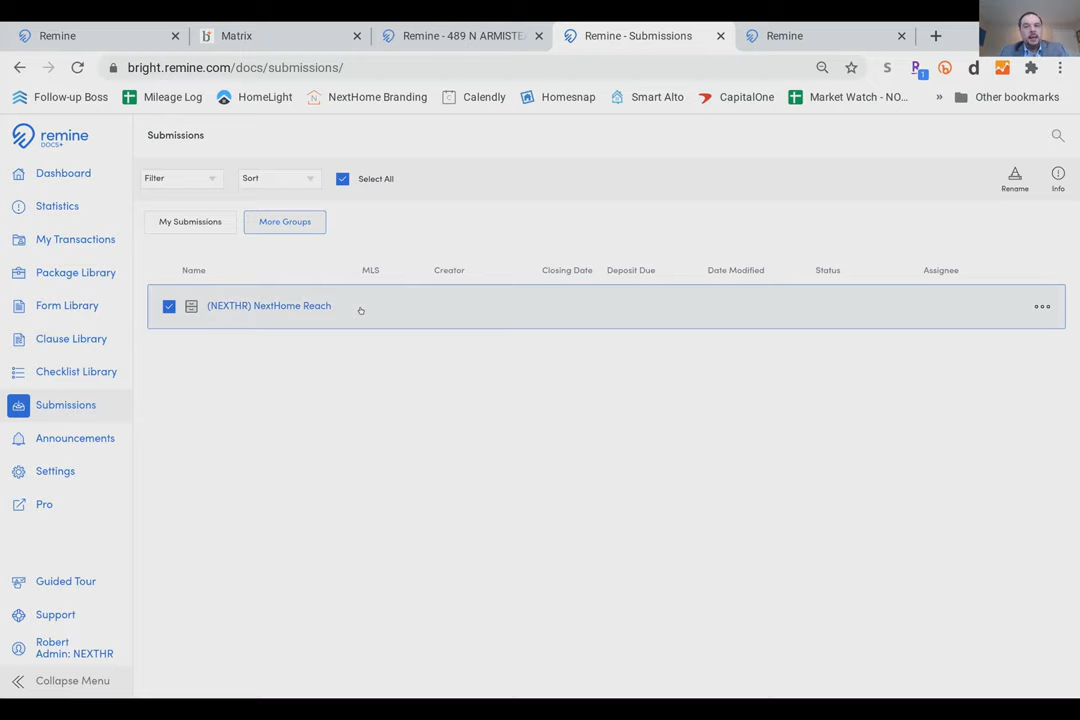 Remine
Matrix
Remine - 489 N ARMISTEA
Remine - Submissions
Remine
bright.remine.com/docs/submissions/
Follow-up Boss
Mileage Log
HomeLight
NextHome Branding
Calendly
Homesnap
Smart Alto
CapitalOne
Market Watch - NO...
Other bookmarks
remine
DOCS+
Submissions
Filter
Sort
Select All
Rename
Info
My Submissions
More Groups
Name
MLS
Creator
Closing Date
Deposit Due
Date Modified
Status
Assignee
(NEXTHR) NextHome Reach
Dashboard
Statistics
My Transactions
Package Library
Form Library
Clause Library
Checklist Library
Submissions
Announcements
Settings
Pro
Guided Tour
Support
Robert
Admin: NEXTHR
Collapse Menu